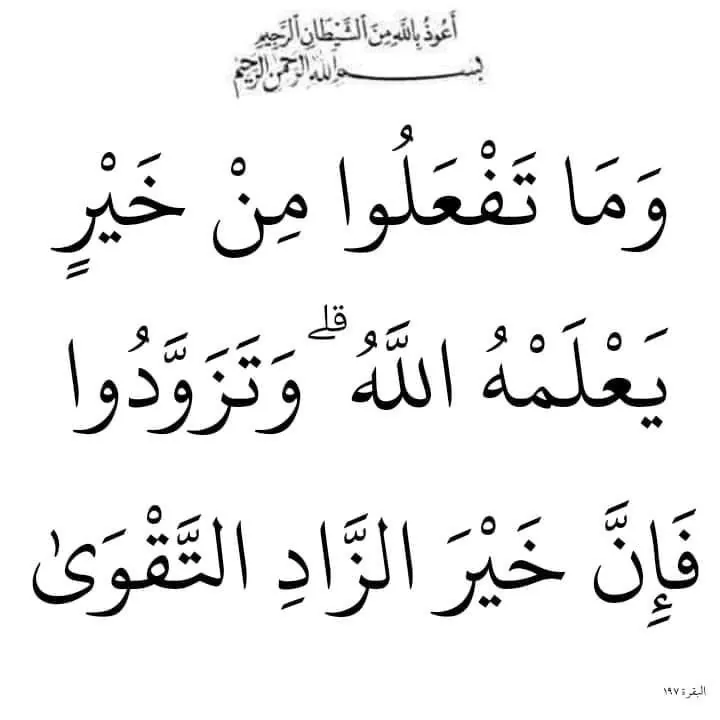 أَعُوذُ بِاللَّهِ مِنَ الشَّيْطَانِ الرَّجِيمِ
بِسْمِ اللَّهِ الرَّحْمَٰنِ الرَّحِيمِ
وَمَا تَفْعَلُوا مِنْ خَيْرٍ
يَعْلَمْهُ اللَّهُ ۗ وَتَزَوَّدُوا
فَإِنَّ خَيْرَ الزَّادِ التَّقْوَىٰ
البقرة ١٩٧